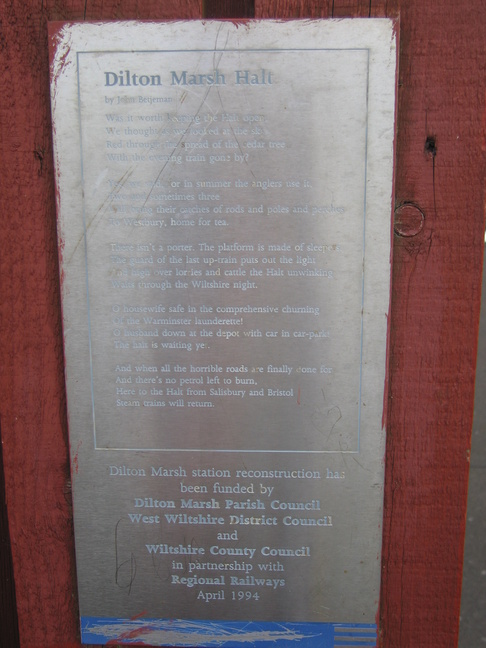 Dilton Marsh Halt
by John Betjeman
Was it worth keeping the Halt open
We thought as we looked at the sky
Red through the spread of the cedar tree
With the evening train gone by?
or in summer the anglers use it,
sometimes three
their catches of rods and poles and
Westbury, home for tea.
There isn't a porter. The platform is made of sleepers
The guard of the last up-train puts out the light
And high over lorries and cattle the Halt unwinking
Waits through the Wiltshire night.
O housewife safe in the comprehensive churning
of the Warminster launderette!
O husband down at the depot with car in car-park!
The halt is waiting yet.
And when all the horrible roads are finally done for
And there's no petrol left to burn,
Here to the Halt from Salisbury and Bristol
Steam trains will return.
Dilton Marsh station reconstruction has
been funded by
Dilton Marsh Parish Council
West Wiltshire District Council
and
Wiltshire County Council
in partnership with
Regional Railways
April 1994